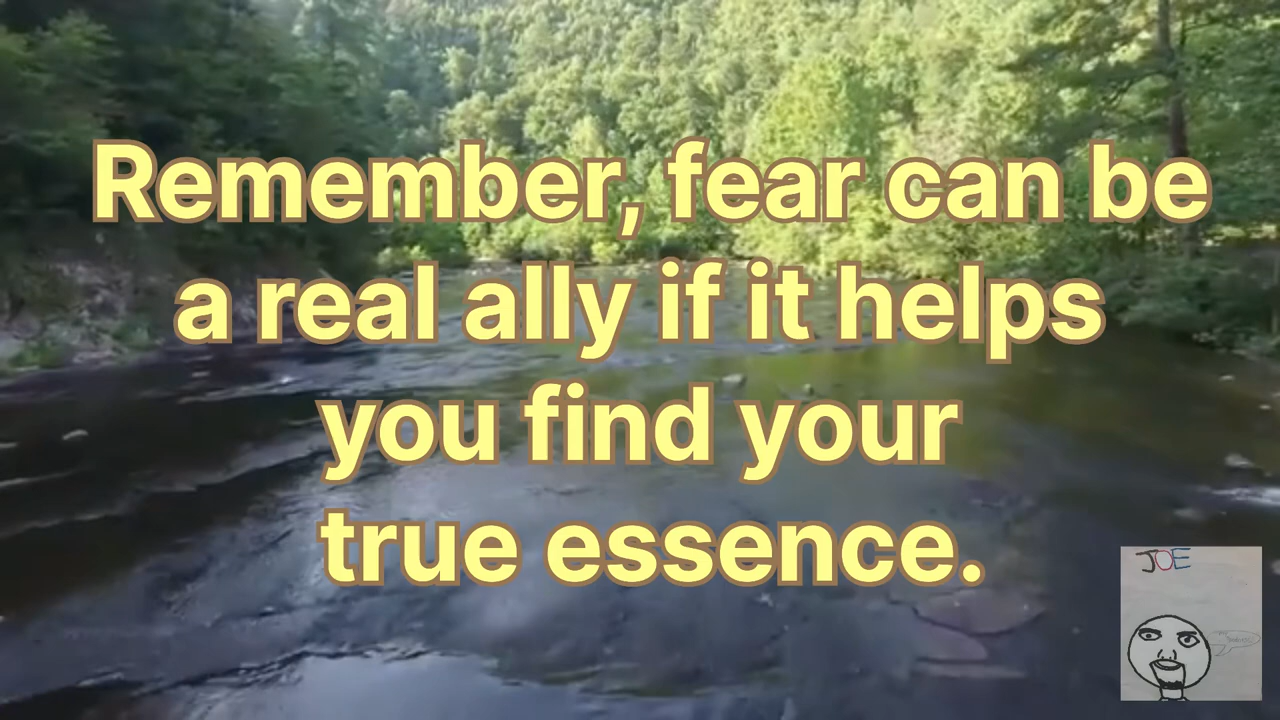 Remember, fear can be
a real ally if it helps
you find your
true essence.
JOE